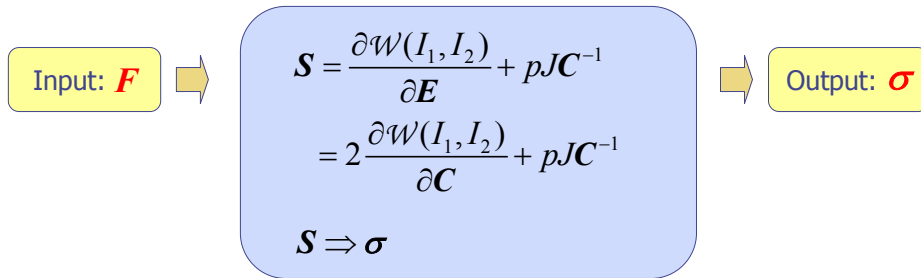 Input: F
S = ∂W(I₁, I₂)/∂E + pJC⁻¹
= 2 ∂W(I₁, I₂)/∂C + pJC⁻¹
S ⇒ σ
Output: σ